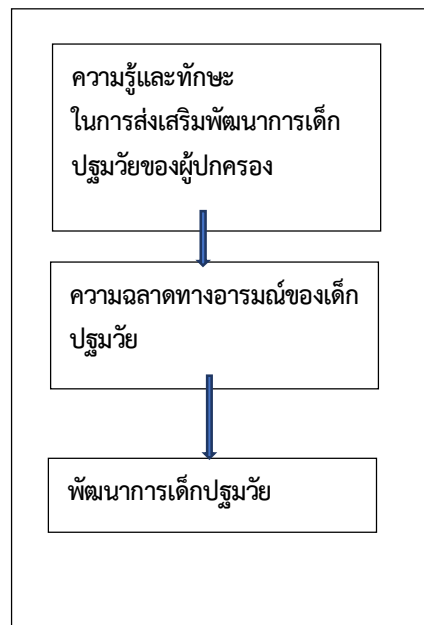 ความรู้และทักษะ
ในการส่งเสริมพัฒนาการเด็ก
ปฐมวัยของผู้ปกครอง
ความฉลาดทางอารมณ์ของเด็ก
ปฐมวัย
พัฒนาการเด็กปฐมวัย